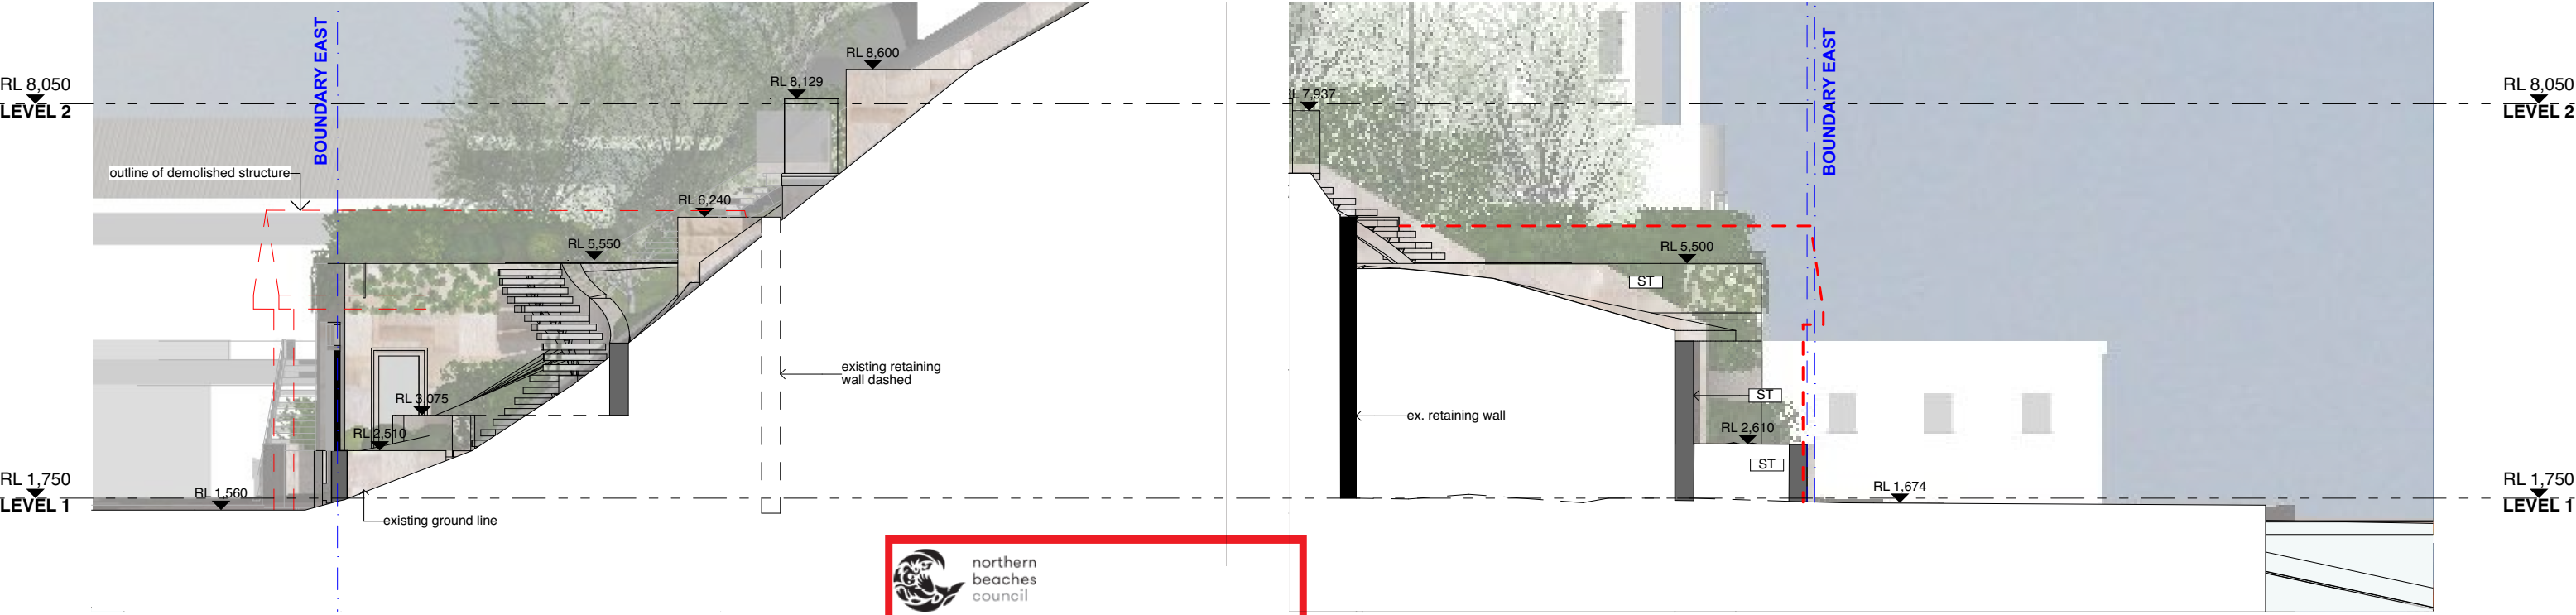 RL 8,050
LEVEL 2
BOUNDARY EAST
outline of demolished structure
RL 8,600
RL 8,129
RL 6,240
RL 5,550
RL 3,075
RL 2,510
existing retaining
wall dashed
RL 1,750
LEVEL 1
RL 1,560
existing ground line
northern
beaches
council
RL 7,937
BOUNDARY EAST
RL 8,050
LEVEL 2
RL 5,500
ST
ex. retaining wall
ST
RL 2,610
ST
RL 1,674
RL 1,750
LEVEL 1